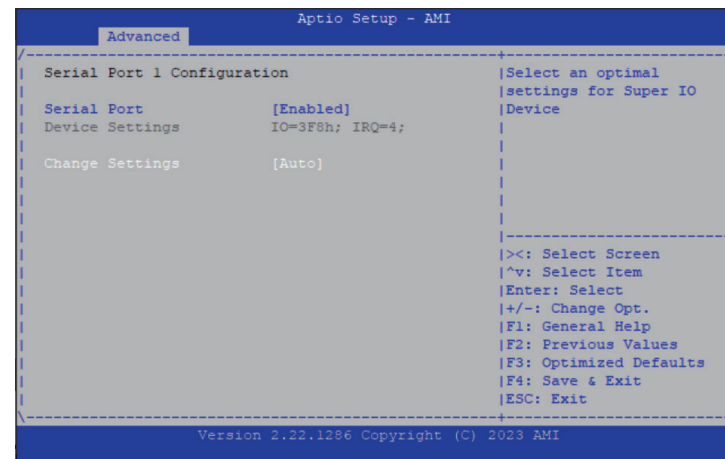 Aptio Setup - AMI
Advanced
Serial Port 1 Configuration
Serial Port [Enabled]
Device Settings IO=3F8h; IRQ=4;
Change Settings [Auto]
Select an optimal
settings for Super IO
Device
><: Select Screen
^v: Select Item
Enter: Select
+/-: Change Opt.
F1: General Help
F2: Previous Values
F3: Optimized Defaults
F4: Save & Exit
ESC: Exit
Version 2.22.1286 Copyright (C) 2023 AMI